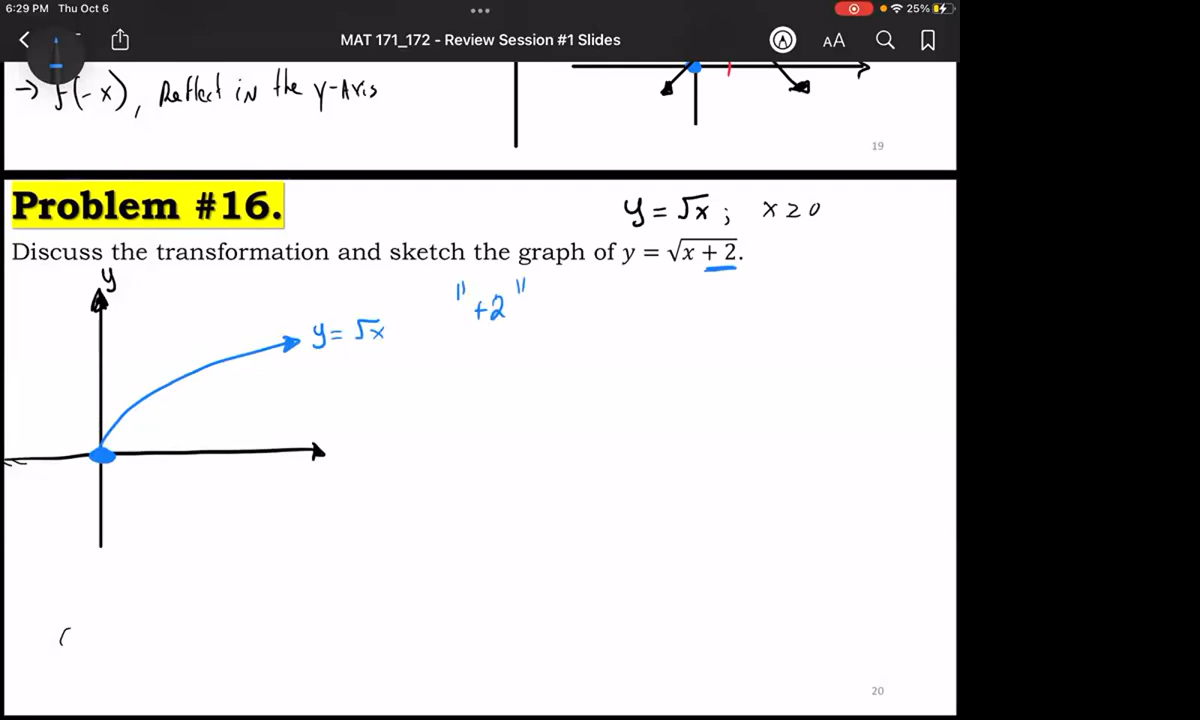 6:29 PM Thu Oct 6
25%
MAT 171_172 - Review Session #1 Slides
AA
→ f(-x), Reflect in the y-Axis
19
Problem #16.
y = √x ; x ≥ 0
Discuss the transformation and sketch the graph of y = √x + 2.
y
"+2"
y = √x
(
20